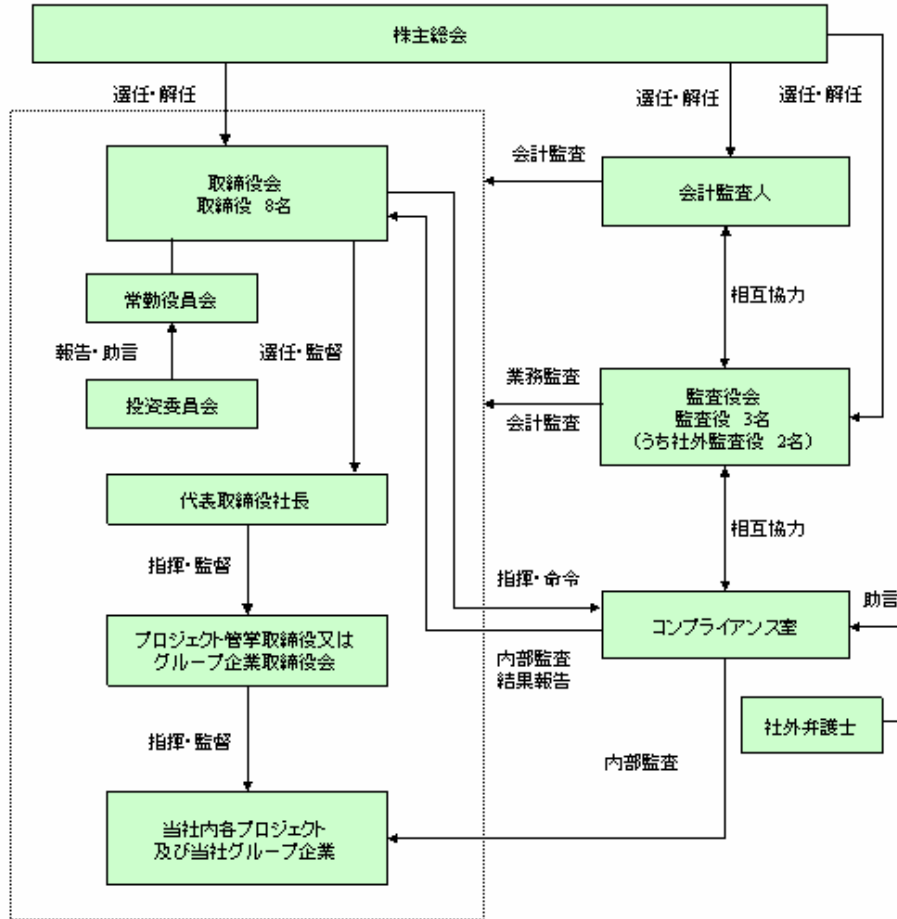 株主総会
選任・解任
選任・解任
選任・解任
取締役会
取締役 8名
会計監査
会計監査人
常勤役員会
相互協力
報告・助言
選任・監督
投資委員会
業務監査
会計監査
監査役会
監査役 3名
(うち社外監査役 2名)
代表取締役社長
相互協力
指揮・監督
指揮・命令
助言
プロジェクト管掌取締役又は
グループ企業取締役会
コンプライアンス室
内部監査
結果報告
指揮・監督
社外弁護士
内部監査
当社内各プロジェクト
及び当社グループ企業